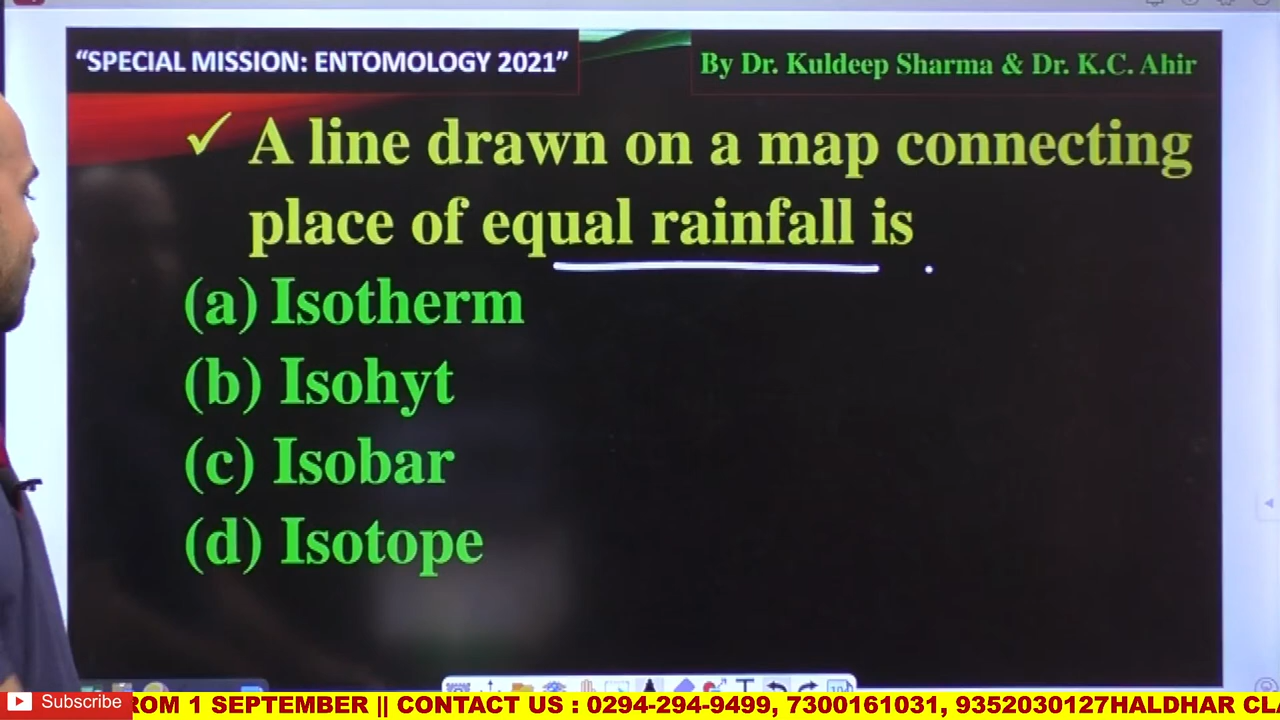 "SPECIAL MISSION: ENTOMOLOGY 2021"
By Dr. Kuldeep Sharma & Dr. K.C. Ahir
✓ A line drawn on a map connecting
place of equal rainfall is
(a) Isotherm
(b) Isohyt
(c) Isobar
(d) Isotope
Subscribe
ROM 1 SEPTEMBER || CONTACT US : 0294-294-9499, 7300161031, 9352030127HALDHAR CLA